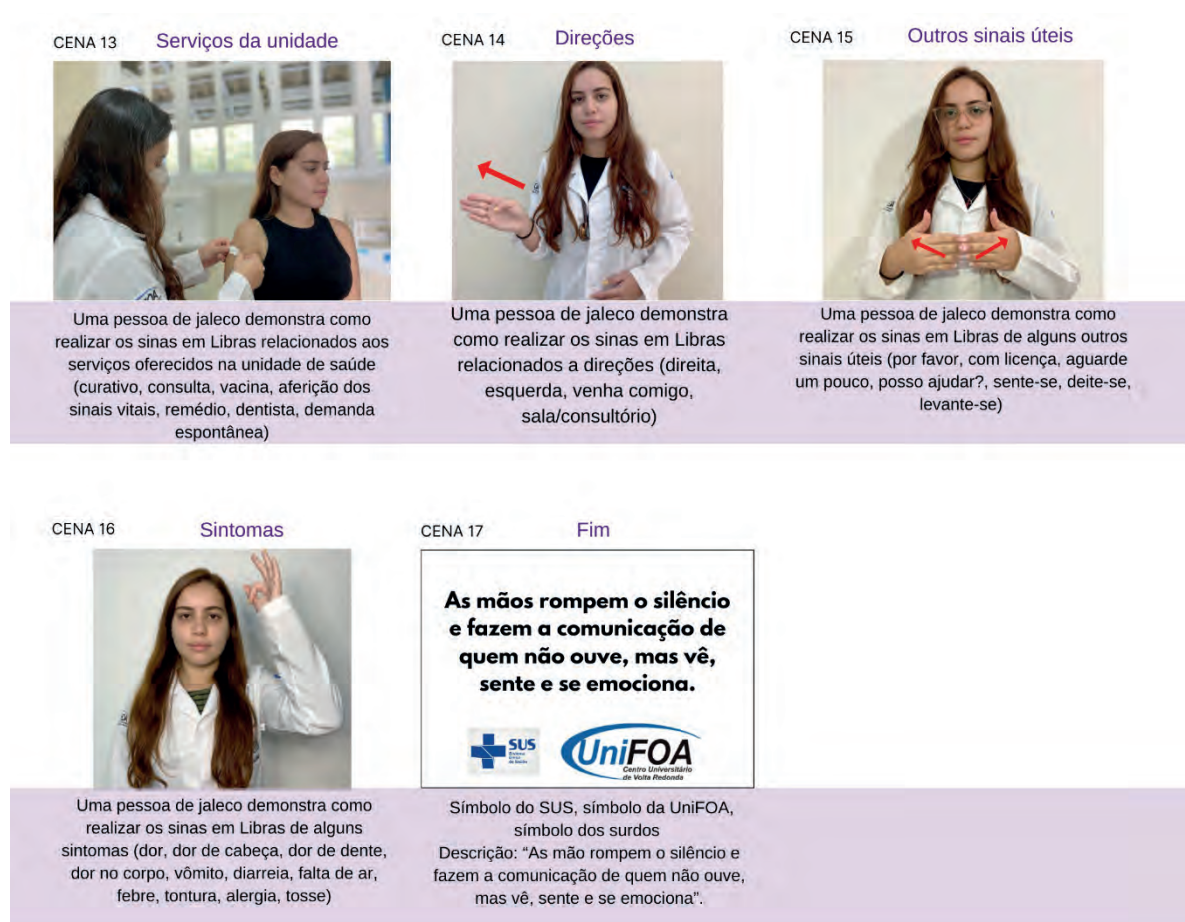 CENA 13 Serviços da unidade
Uma pessoa de jaleco demonstra como
realizar os sinas em Libras relacionados aos
serviços oferecidos na unidade de saúde
(curativo, consulta, vacina, aferição dos
sinais vitais, remédio, dentista, demanda
espontânea)
CENA 14 Direções
Uma pessoa de jaleco demonstra
como realizar os sinas em Libras
relacionados a direções (direita,
esquerda, venha comigo,
sala/consultório)
CENA 15 Outros sinais úteis
Uma pessoa de jaleco demonstra como
realizar os sinas em Libras de alguns outros
sinais úteis (por favor, com licença, aguarde
um pouco, posso ajudar?, sente-se, deite-se,
levante-se)
CENA 16 Sintomas
Uma pessoa de jaleco demonstra como
realizar os sinas em Libras de alguns
sintomas (dor, dor de cabeça, dor de dente,
dor no corpo, vômito, diarreia, falta de ar,
febre, tontura, alergia, tosse)
CENA 17 Fim
As mãos rompem o silêncio
e fazem a comunicação de
quem não ouve, mas vê,
sente e se emociona.
SUS
Sistema
Único
de Saúde
UniFOA
Centro Universitário
de Volta Redonda
Símbolo do SUS, símbolo da UniFOA,
símbolo dos surdos
Descrição: “As mão rompem o silêncio e
fazem a comunicação de quem não ouve,
mas vê, sente e se emociona”.